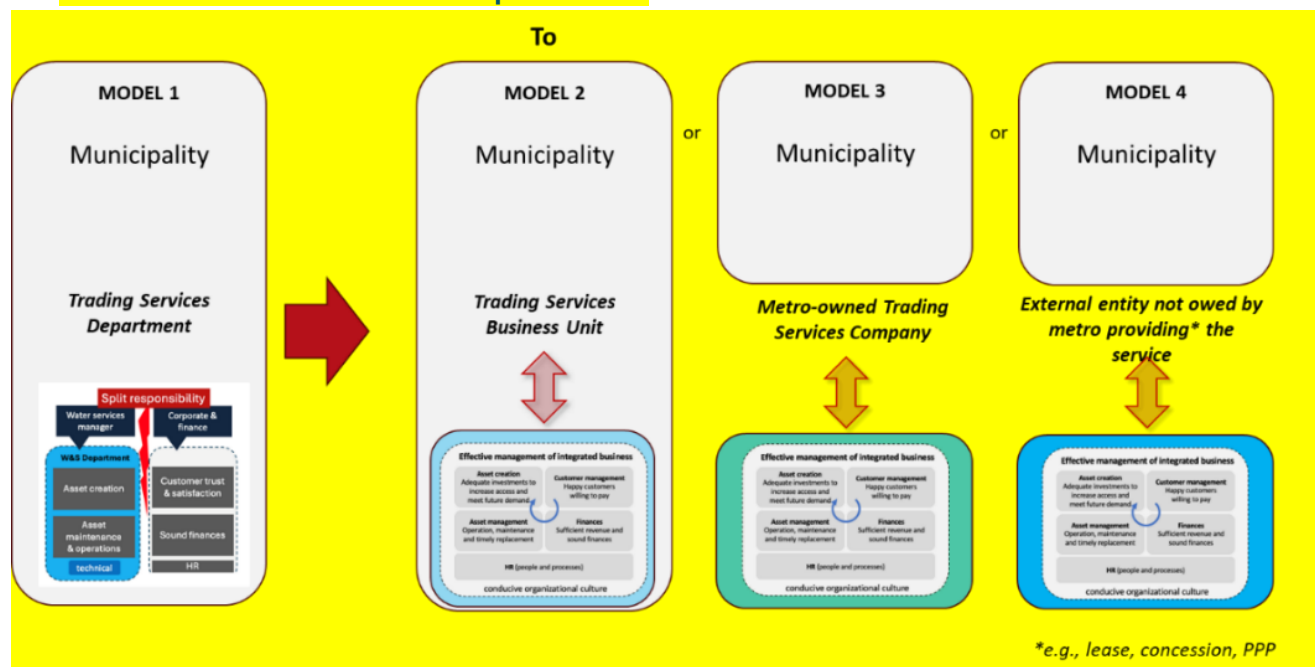 To
MODEL 1
Municipality
Trading Services
Department
Split responsibility
Water services
manager
Corporate &
finance
W&S Department
Asset creation
Asset
maintenance
& operations
technical
Customer trust
& satisfaction
Sound finances
HR
MODEL 2
Municipality
Trading Services
Business Unit
Effective management of integrated business
Asset creation
Adequate investments to
increase access and
meet future demand
Customer management
Happy customers
willing to pay
Asset management
Operation, maintenance
and timely replacement
Finances
Sufficient revenue and
sound finances
HR (people and processes)
conducive organizational culture
or
MODEL 3
Municipality
Metro-owned Trading
Services Company
Effective management of integrated business
Asset creation
Adequate investments to
increase access and
meet future demand
Customer management
Happy customers
willing to pay
Asset management
Operation, maintenance
and timely replacement
Finances
Sufficient revenue and
sound finances
HR (people and processes)
conducive organizational culture
or
MODEL 4
Municipality
External entity not owed by
metro providing* the
service
Effective management of integrated business
Asset creation
Adequate investments to
increase access and
meet future demand
Customer management
Happy customers
willing to pay
Asset management
Operation, maintenance
and timely replacement
Finances
Sufficient revenue and
sound finances
HR (people and processes)
conducive organizational culture
*e.g., lease, concession, PPP